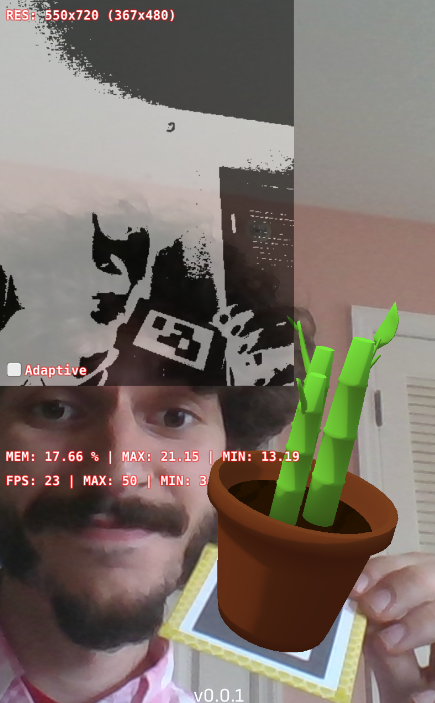 RES: 550x720 (367x480)
Adaptive
MEM: 17.66 % | MAX: 21.15 | MIN: 13.19
FPS: 23 | MAX: 50 | MIN: 3
v0.0.1